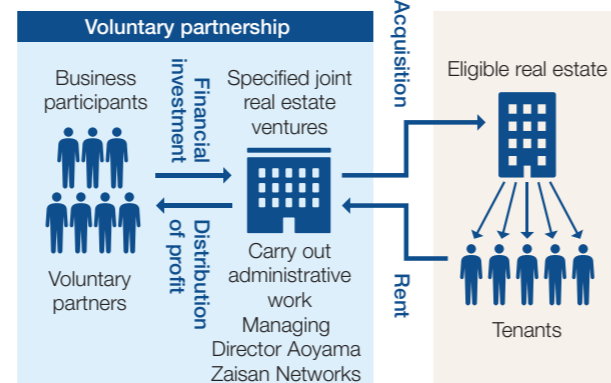 Voluntary partnership
Business
participants
Financial
investment
Specified joint
real estate
ventures
Acquisition
Eligible real estate
Voluntary
partners
Distribution
of profit
Carry out
administrative
work
Managing
Director Aoyama
Zaisan Networks
Rent
Tenants